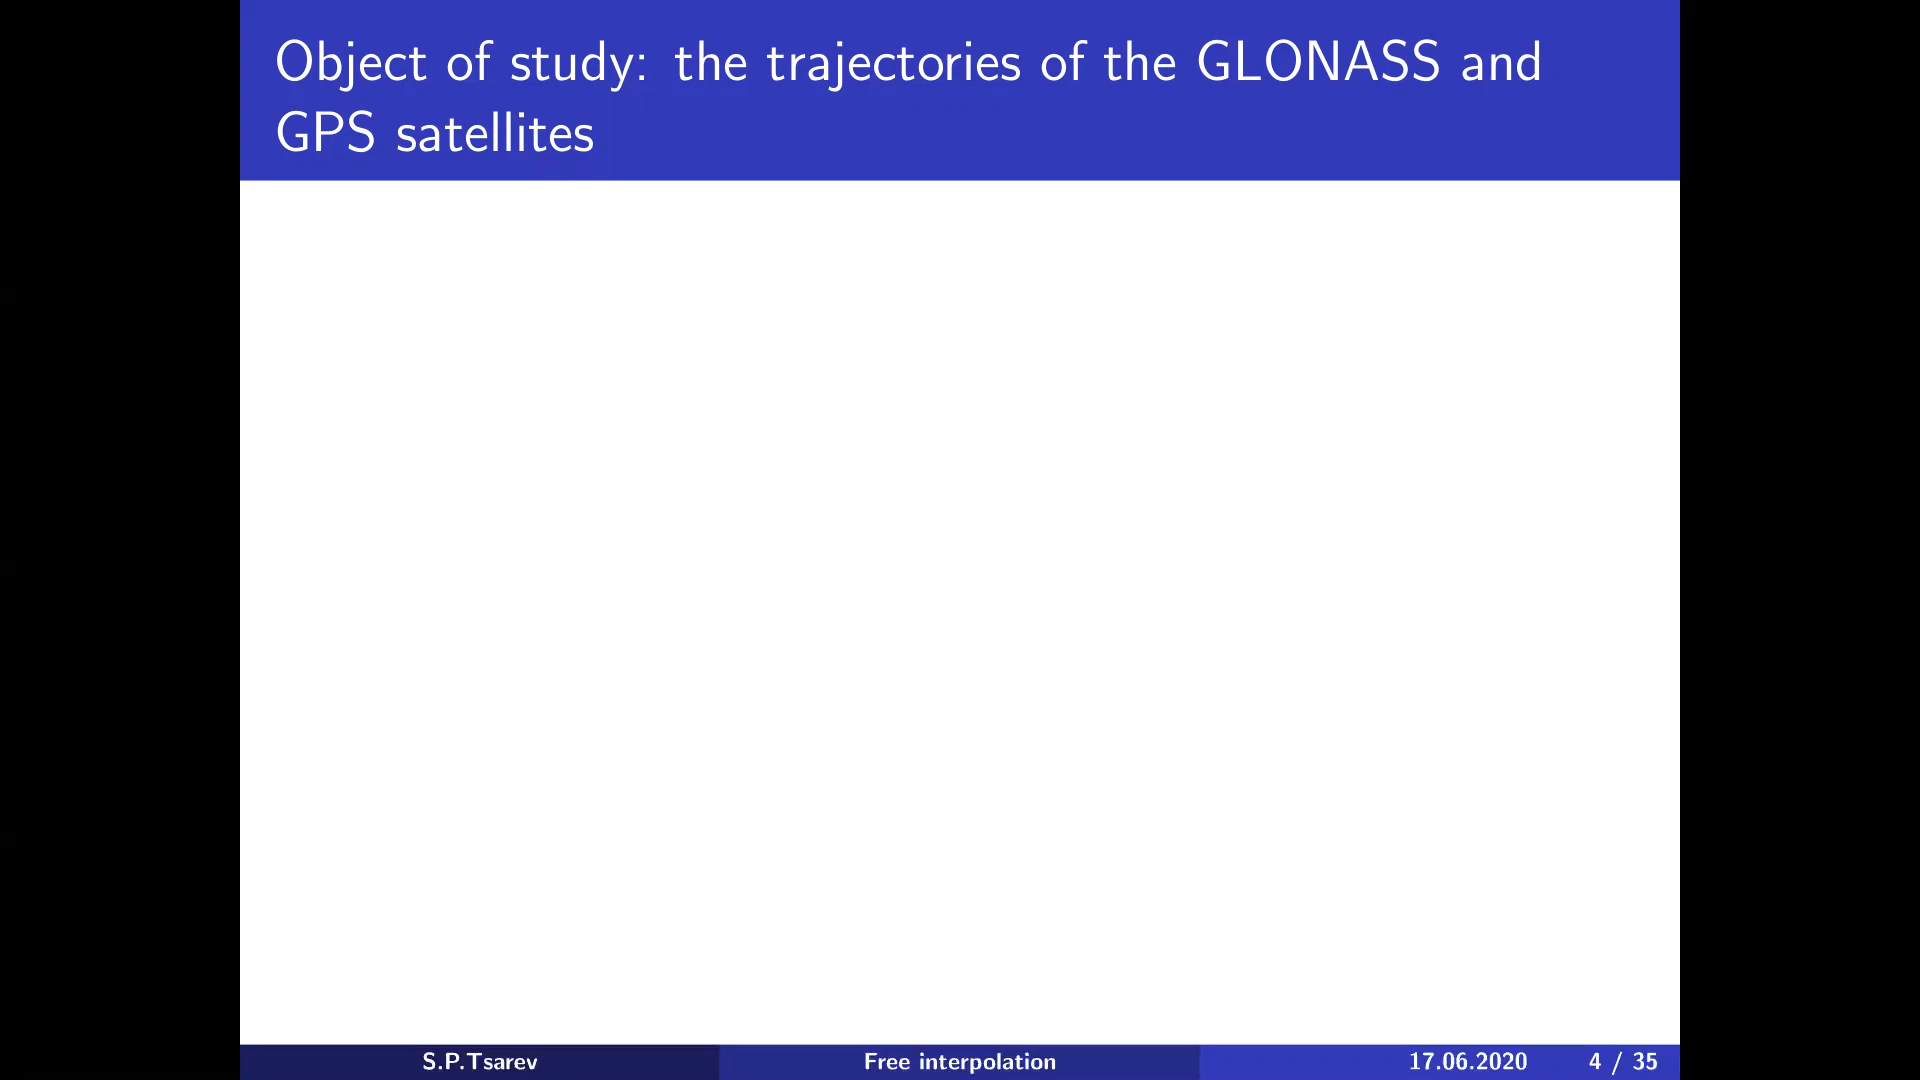 Object of study: the trajectories of the GLONASS and
GPS satellites
S.P.Tsarev
Free interpolation
17.06.2020
4 / 35